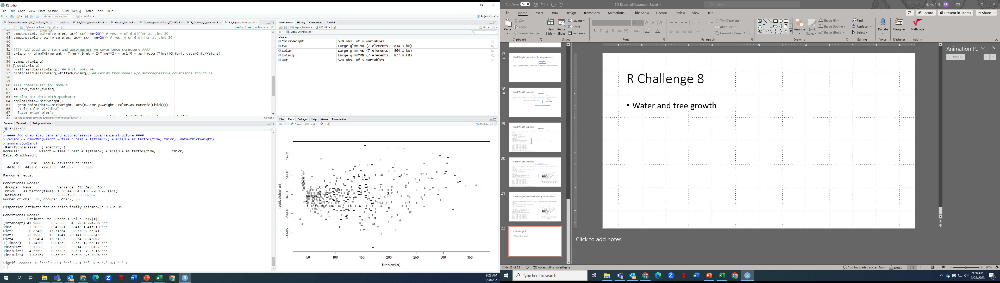 RStudio
File Edit Code View Plots Session Build Debug Profile Tools Help
Go to file/function Addins
Project: (None)
CommonGardenAnalysis_TraitsTerps_20... gtrait1 5d_GLMM_Binomial FULL.R HerbVar_MoranI.R GrasshopperNicheTraits_20230323.R R_Challenge_8_wAnswers.R 5.5_RepeatedMeasures.R*
Source on Save Run Source
46 #### compare emmeans
47 emmeans(cw1, pairwise~Diet, at=list(Time=20)) # Yes, 4 of 6 differ at time 20
48 emmeans(cw1ar, pairwise~Diet, at=list(Time=20)) # Yes, 4 of 6 differ at time 20
49
50
51 #### Add quadratic term and autoregressive covariance structure ####
52 cw1arq <- glmmTMB(weight ~ Time * Diet + I(Time**2) + ar1(0 + as.factor(Time)|Chick), data=ChickWeight)
53
54 summary(cw1arq)
55 Anova(cw1arq)
56 hist(residuals(cw1arq)) ## hist looks ok
57 plot(residuals(cw1arq)~fitted(cw1arq)) ## resids from model w/o autoregressive covariance structure
58
59
60 #### compare AIC for models
61 AIC(cw1,cw1ar,cw1arq)
62
63 ## plot out data with quadratic
64 ggplot(data=ChickWeight)+
65 geom_point(data=ChickWeight, aes(x=Time,y=weight, color=as.numeric(Chick)))+
66 scale_color_viridis() +
67 facet_wrap(~Diet)+
55:1 Add quadratic term and autoregressive covariance structure R Script
Console Terminal Background Jobs
R 4.2.2 · ~/
>
> #### Add quadratic term and autoregressive covariance structure ####
> cw1arq <- glmmTMB(weight ~ Time * Diet + I(Time**2) + ar1(0 + as.factor(Time)|Chick), data=ChickWeight)
> summary(cw1arq)
Family: gaussian ( identity )
Formula: weight ~ Time * Diet + I(Time^2) + ar1(0 + as.factor(Time) | Chick)
Data: ChickWeight
AIC BIC logLik deviance df.resid
4430.7 4483.0 -2203.3 4406.7 566
Random effects:
Conditional model:
Groups Name Variance Std.Dev. Corr
Chick as.factor(Time)0 1.608e+03 40.103829 0.97 (ar1)
Residual 9.727e-05 0.009862
Number of obs: 578, groups: Chick, 50
Dispersion estimate for gaussian family (sigma^2): 9.73e-05
Conditional model:
Estimate Std. Error z value Pr(>|z|)
(Intercept) 41.18863 8.96056 4.597 4.29e-06 ***
Time 3.20229 0.49921 6.415 1.41e-10 ***
Diet2 -0.87480 15.51664 -0.056 0.955041
Diet3 -2.19265 15.51941 -0.141 0.887645
Diet4 -0.99404 15.51726 -0.064 0.948922
I(Time^2) 0.14300 0.01869 7.652 1.98e-14 ***
Time:Diet2 2.12583 0.55735 3.814 0.000137 ***
Time:Diet3 4.77690 0.55735 8.571 < 2e-16 ***
Time:Diet4 3.08361 0.55987 5.508 3.63e-08 ***
---
Signif. codes: 0 ‘***’ 0.001 ‘**’ 0.01 ‘*’ 0.05 ‘.’ 0.1 ‘ ’ 1
>
Environment History Connections Tutorial
Import Dataset 556 MiB List
R Global Environment
Data
ChickWeight 578 obs. of 4 variables
cw1 Large glmmTMB (7 elements, 834.5 kB)
cw1ar Large glmmTMB (7 elements, 864.1 kB)
cw1arq Large glmmTMB (7 elements, 877.8 kB)
wat 520 obs. of 5 variables
Files Plots Packages Help Viewer Presentation
Zoom Export Publish
residuals(cw1ar)
1e-05
5e-06
0e+00
-5e-06
-1e-05
50 100 150 200 250 300 350
fitted(cw1ar)
9:28 AM
3/28/2023
AutoSave On 5.5_RepeatedMeasures • Saved Search Hahn, Phil HP
File Home Insert Draw Design Transitions Animations Slide Show Record Review View Help Record Present in Teams Share
Paste Cut Copy Format Painter Clipboard
New Slide Reuse Slides Layout Reset Section Slides
Font
Text Direction Align Text Convert to SmartArt Paragraph
Arrange Quick Styles Shape Fill Shape Outline Shape Effects Drawing
Find Replace Select Editing
Dictate Voice
Designer Designer
MathType Add-in
17 ChickWeight example – blocking term only
18 ChickWeight example
19 ChickWeight example
20 ChickWeight example
21 ChickWeight example – with quadratic term
22 R Challenge 8
• Water and tree growth
R Challenge 8
• Water and tree growth
Click to add notes
Animation P...
Play All
Slide 22 of 22 Accessibility: Investigate Add-ins loaded successfully Notes 94%
Type here to search
9:28 AM
3/28/2023